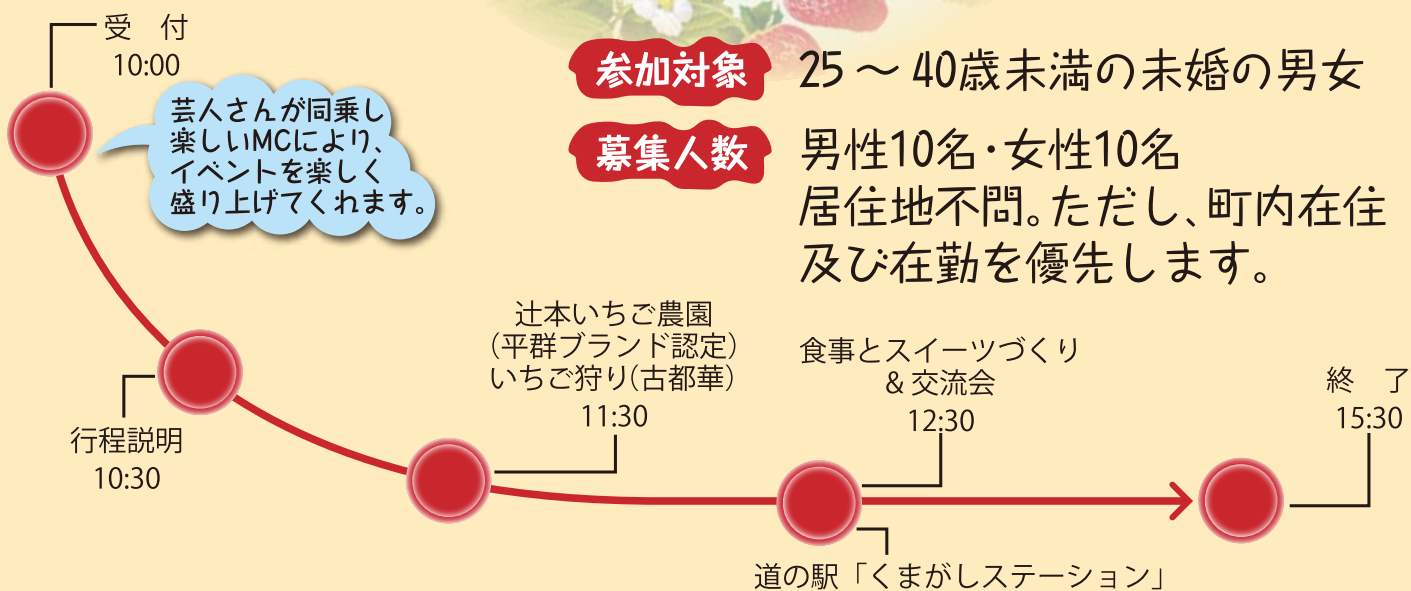 受　付
10:00
芸人さんが同乗し
楽しいMCにより、
イベントを楽しく
盛り上げてくれます。
参加対象
25 〜 40歳未満の未婚の男女
募集人数
男性10名・女性10名
居住地不問。ただし、町内在住
及び在勤を優先します。
行程説明
10:30
辻本いちご農園
（平群ブランド認定）
いちご狩り（古都華）
11:30
食事とスイーツづくり
& 交流会
12:30
道の駅「くまがしステーション」
終　了
15:30